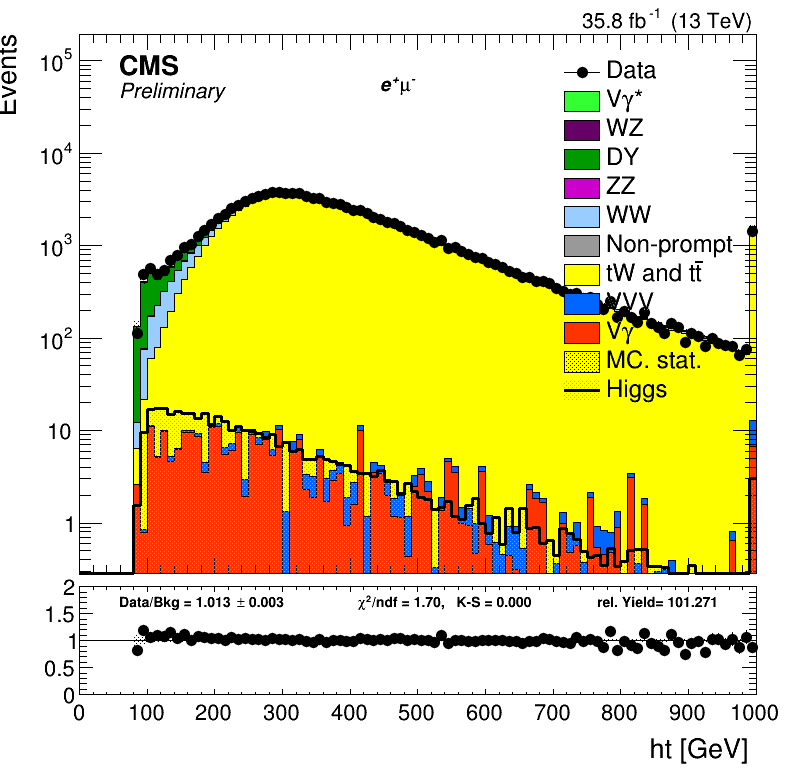 35.8 fb⁻¹ (13 TeV)
Events
CMS
Preliminary
e⁺μ⁻
Data
Vγ*
WZ
DY
ZZ
WW
Non-prompt
tW and tt̄
VVV
Vγ
MC. stat.
Higgs
10⁵
10⁴
10³
10²
10
1
Data/Bkg = 1.013 ± 0.003 χ²/ndf = 1.70, K-S = 0.000 rel. Yield= 101.271
2
1.5
1
0.5
0
0 100 200 300 400 500 600 700 800 900 1000
ht [GeV]